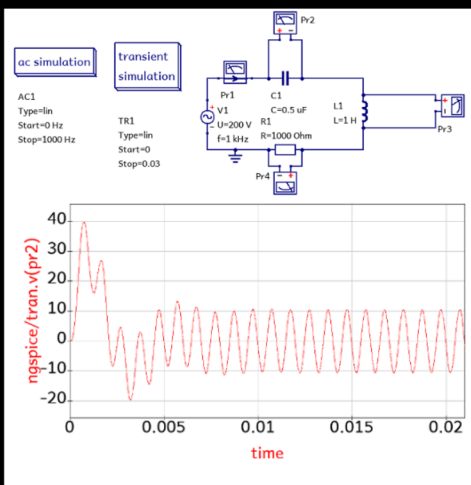 Pr2
ac simulation
transient
simulation
Pr1
C1
C=0.5 uF
AC1
Type=lin
Start=0 Hz
Stop=1000 Hz
TR1
Type=lin
Start=0
Stop=0.03
V1
U=200 V
f=1 kHz
R1
R=1000 Ohm
L1
L=1 H
Pr3
Pr4
ngspice/tran.v(pr2)
40
30
20
10
0
-10
-20
0
0.005
0.01
0.015
0.02
time